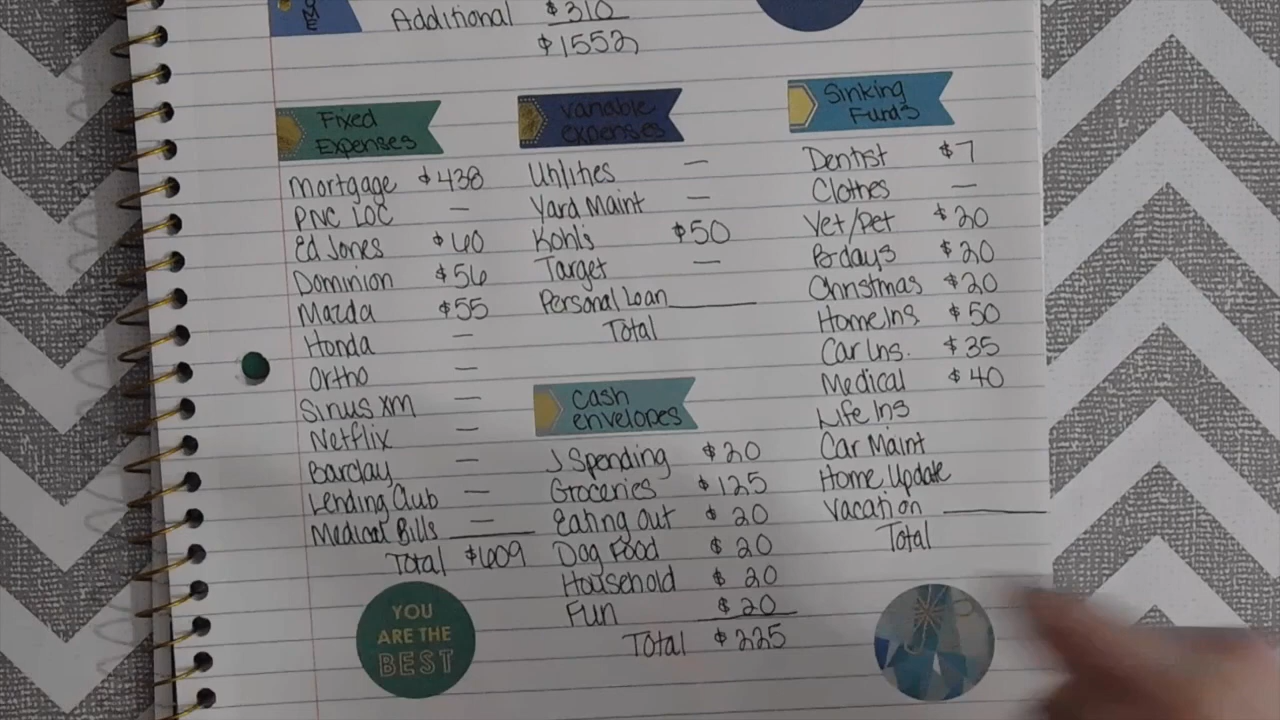 Additional $310
$1552
Fixed
Expenses
Mortgage $438
PNC LOC —
Ed Jones $60
Dominion $56
Mazda $55
Honda —
Ortho —
Sirius xm —
Netflix —
Barclay —
Lending Club —
Medical Bills —
Total $609
Variable
expenses
Utilities —
Yard Maint —
Kohl's $50
Target —
Personal Loan
Total
Cash
envelopes
J Spending $20
Groceries $125
Eating Out $20
Dog Food $20
Household $20
Fun $20
Total $225
Sinking
Funds
Dentist $7
Clothes —
Vet/Pet $20
B-days $20
Christmas $20
Home Ins $50
Car Ins. $35
Medical $40
Life Ins
Car Maint
Home Update
Vacation
Total
YOU
ARE THE
BEST